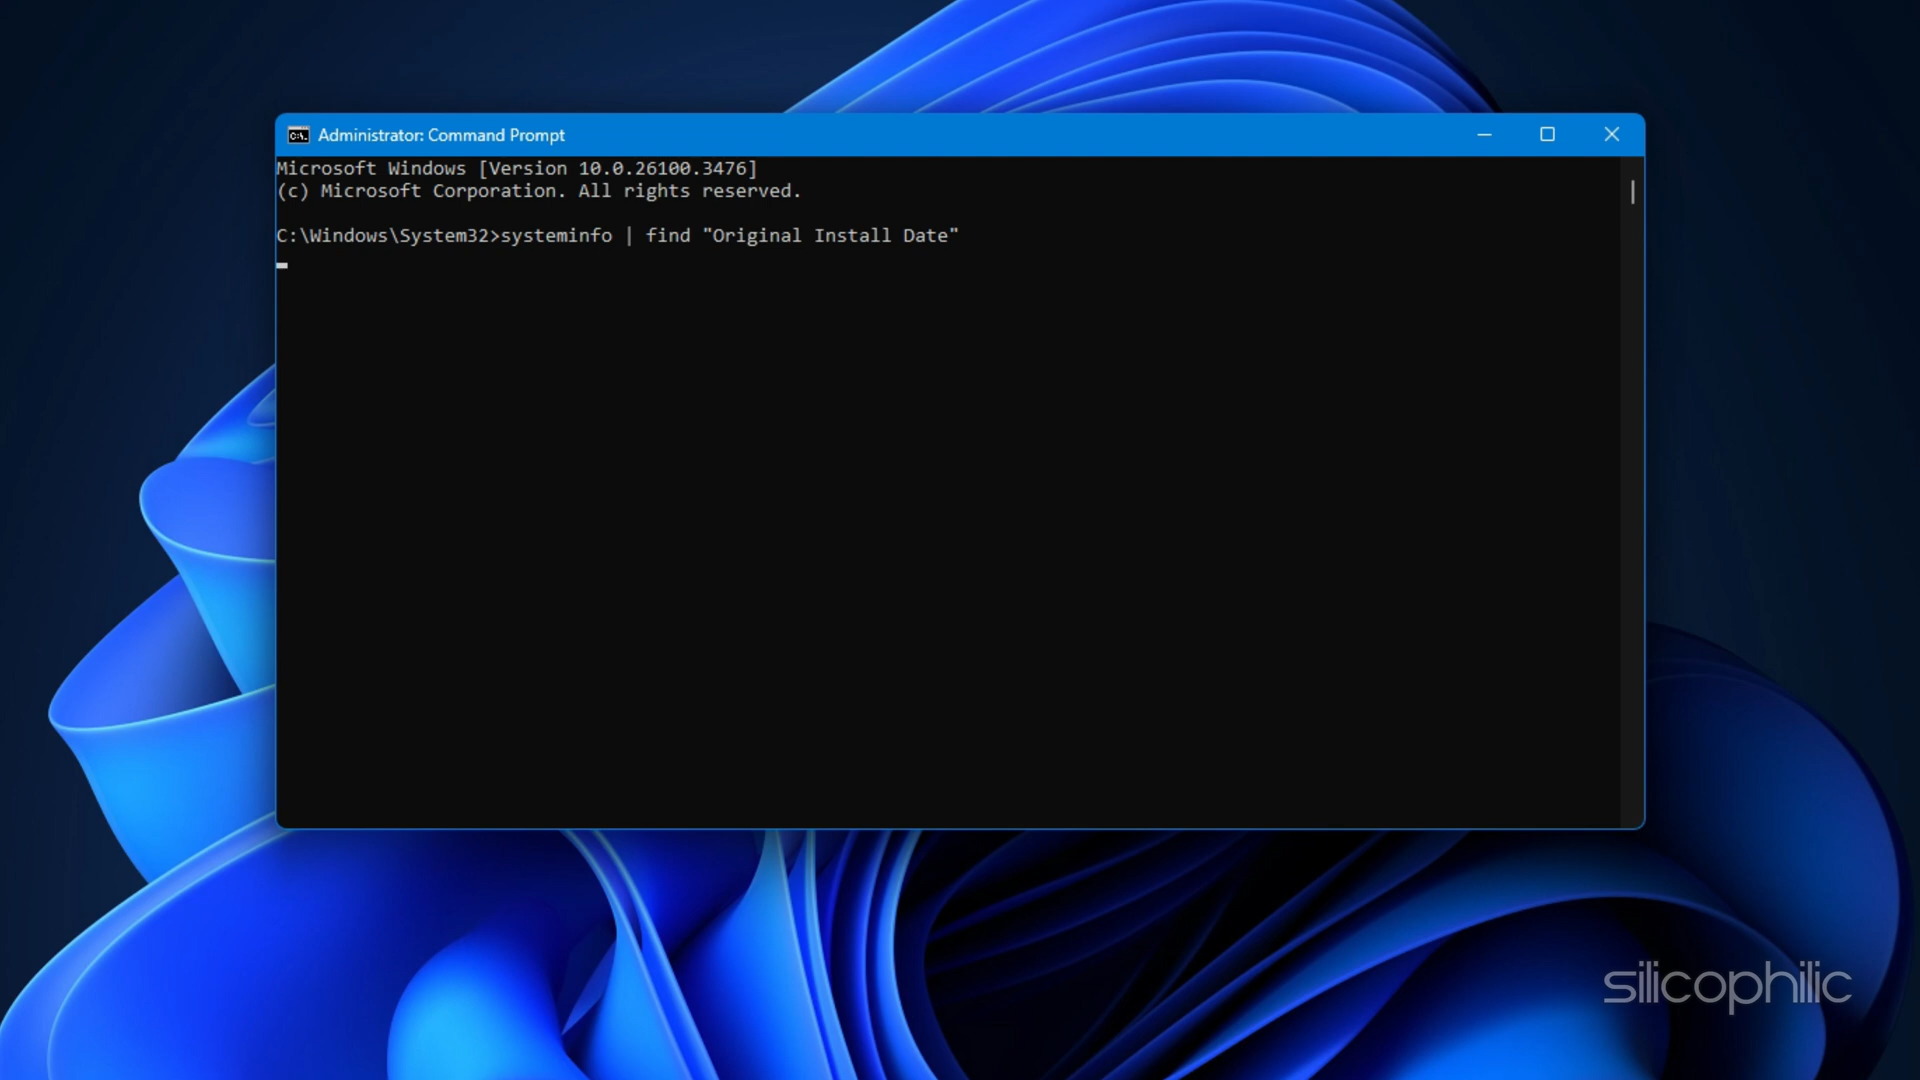 Administrator: Command Prompt
Microsoft Windows [Version 10.0.26100.3476]
(c) Microsoft Corporation. All rights reserved.
C:\Windows\System32>systeminfo | find "Original Install Date"
silicophilic